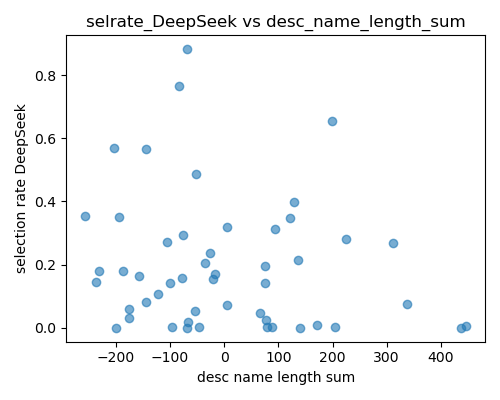 selrate_DeepSeek vs desc_name_length_sum
selection rate DeepSeek
0.8
0.6
0.4
0.2
0.0
−200 −100 0 100 200 300 400
desc name length sum